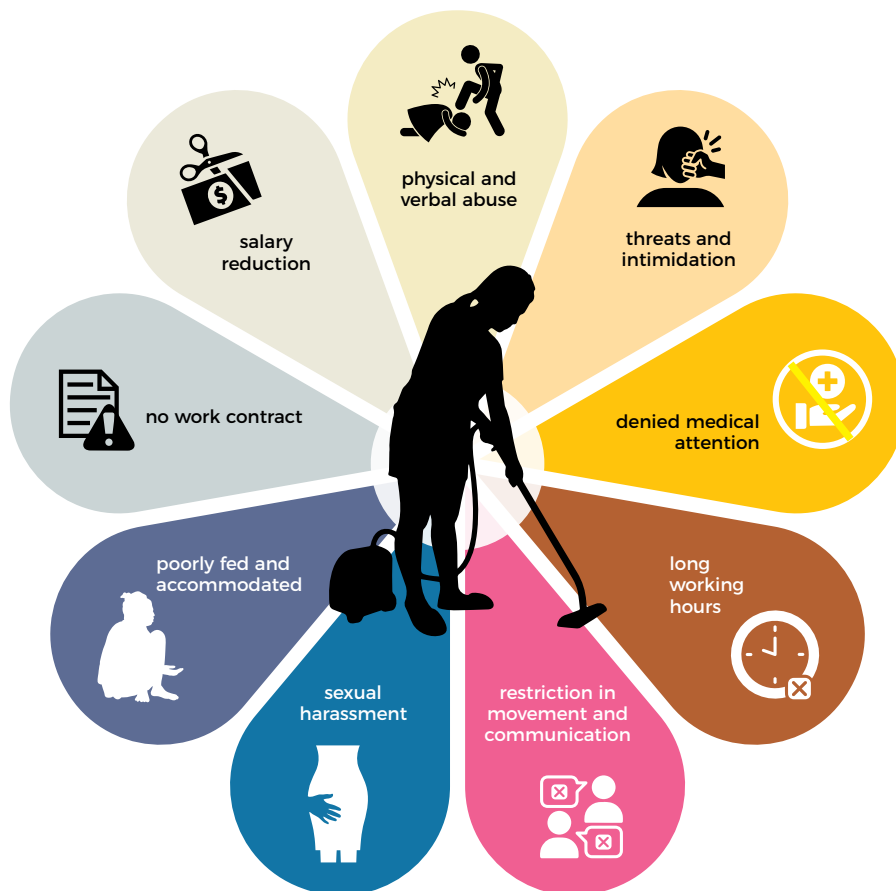 physical and
verbal abuse
threats and
intimidation
denied medical
attention
long
working
hours
restriction in
movement and
communication
sexual
harassment
poorly fed and
accommodated
no work contract
salary
reduction
$